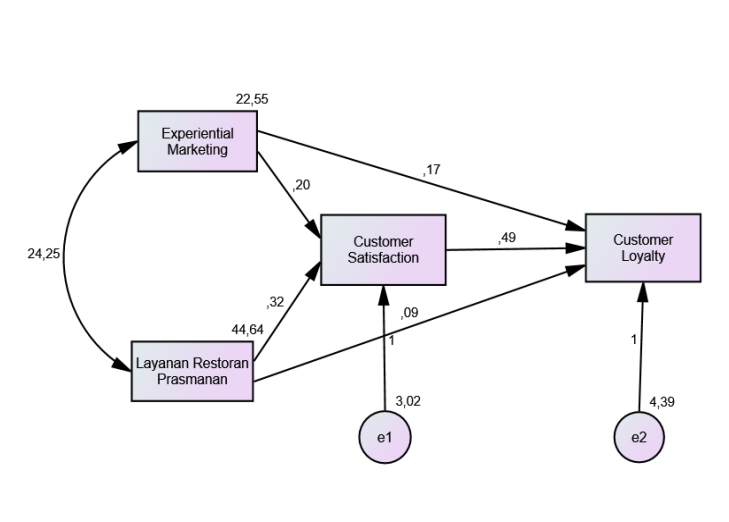 22,55
Experiential
Marketing
,17
,20
Customer
Satisfaction
,49
Customer
Loyalty
24,25
,32
,09
44,64
Layanan Restoran
Prasmanan
1
1
3,02
4,39
e1
e2